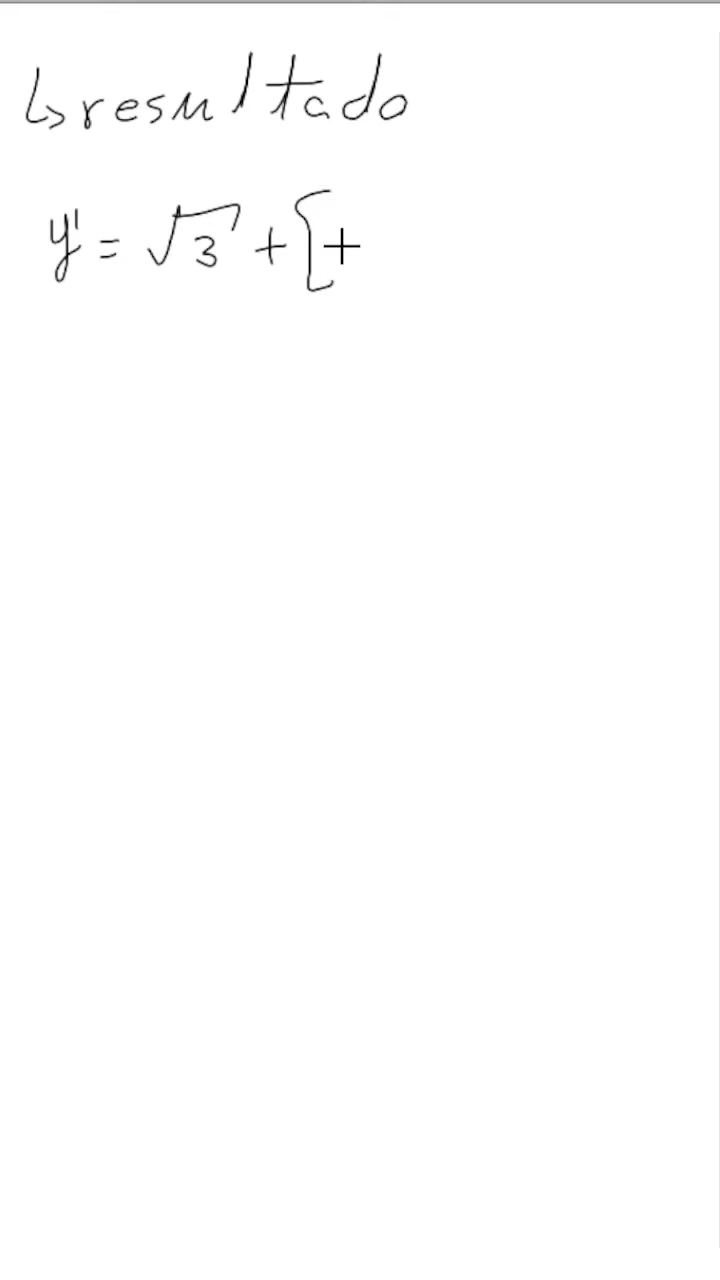 ↳ resultado
y' = √3 + [+